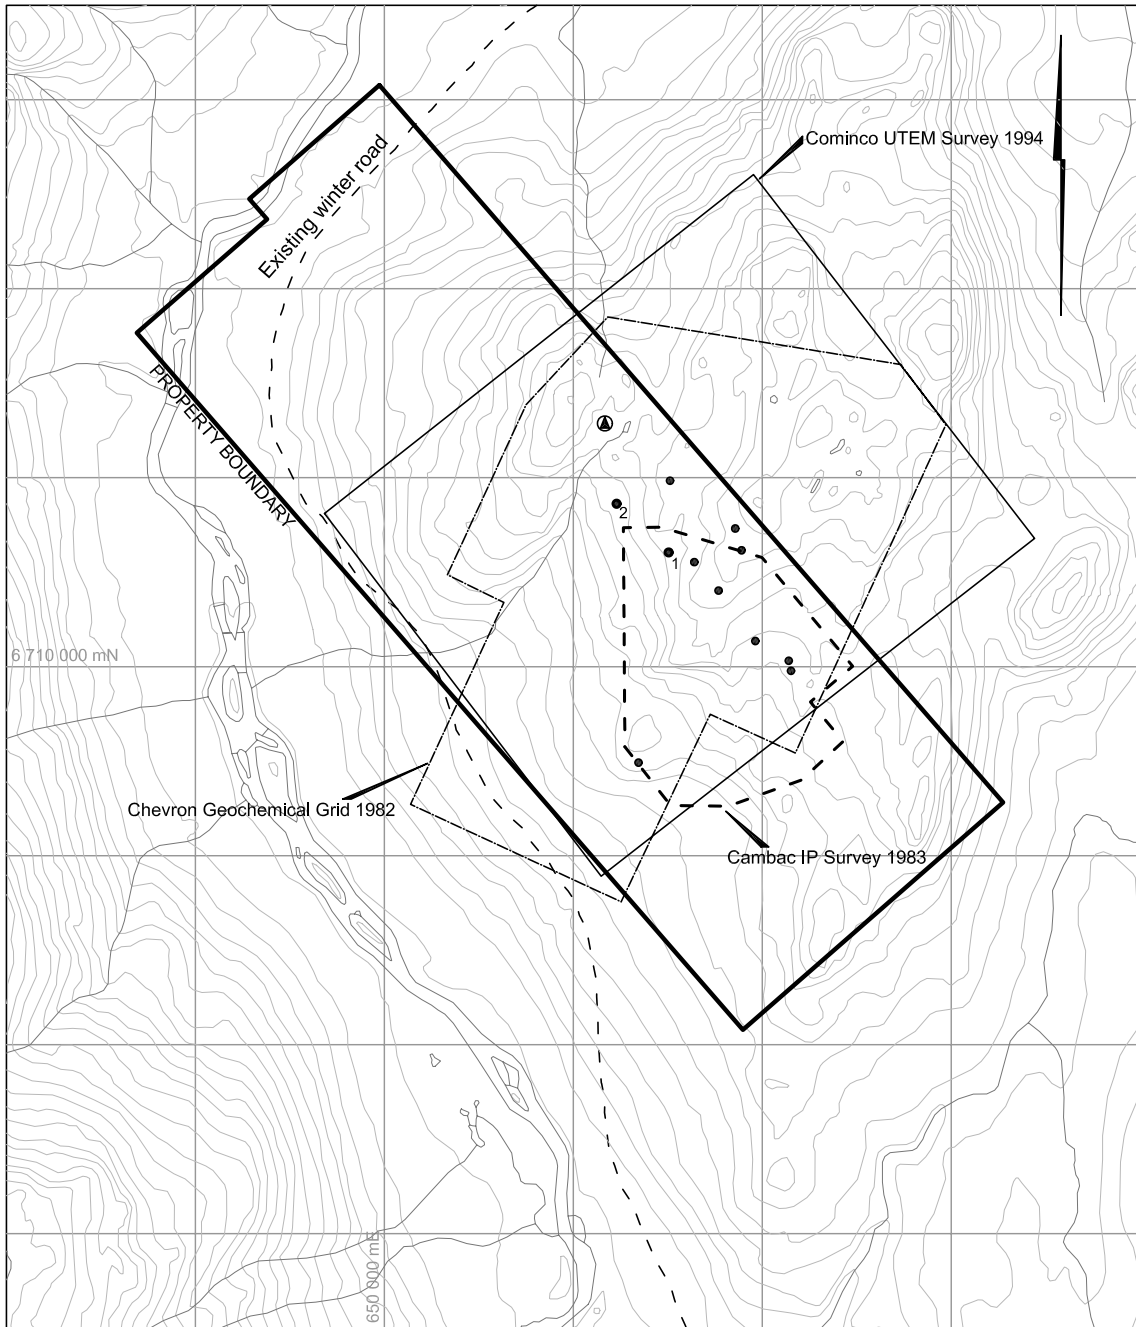 Cominco UTEM Survey 1994
Existing winter road
PROPERTY BOUNDARY
2
1
6 710 000 mN
Chevron Geochemical Grid 1982
Cambac IP Survey 1983
650 000 mE